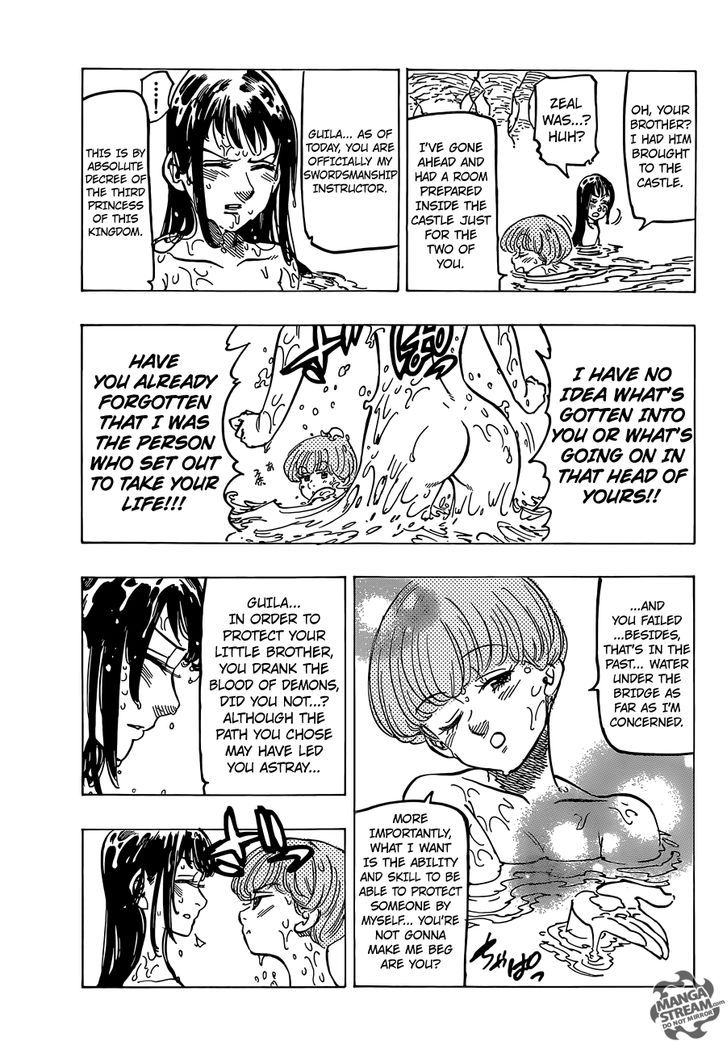 OH, YOUR
BROTHER?
I HAD HIM
BROUGHT
TO THE
CASTLE.
ZEAL
WAS...?
HUH?
I'VE GONE
AHEAD AND
HAD A ROOM
PREPARED
INSIDE THE
CASTLE JUST
FOR THE
TWO OF
YOU.
GUILA... AS OF
TODAY, YOU ARE
OFFICIALLY MY
SWORDSMANSHIP
INSTRUCTOR.
...!
THIS IS BY
ABSOLUTE
DECREE OF
THE THIRD
PRINCESS
OF THIS
KINGDOM.
I HAVE NO
IDEA WHAT'S
GOTTEN INTO
YOU OR WHAT'S
GOING ON IN
THAT HEAD OF
YOURS!!
HAVE
YOU ALREADY
FORGOTTEN
THAT I WAS
THE PERSON
WHO SET OUT
TO TAKE YOUR
LIFE!!!
...AND
YOU FAILED
...BESIDES,
THAT'S IN THE
PAST... WATER
UNDER THE
BRIDGE AS
FAR AS I'M
CONCERNED.
MORE
IMPORTANTLY,
WHAT I WANT
IS THE ABILITY
AND SKILL TO BE
ABLE TO PROTECT
SOMEONE BY
MYSELF... YOU'RE
NOT GONNA
MAKE ME BEG
ARE YOU?
GUILA...
IN ORDER TO
PROTECT YOUR
LITTLE BROTHER,
YOU DRANK THE
BLOOD OF DEMONS,
DID YOU NOT...?
ALTHOUGH THE
PATH YOU CHOSE
MAY HAVE LED
YOU ASTRAY...
MANGA
STREAM.COM
DO NOT MIRROR